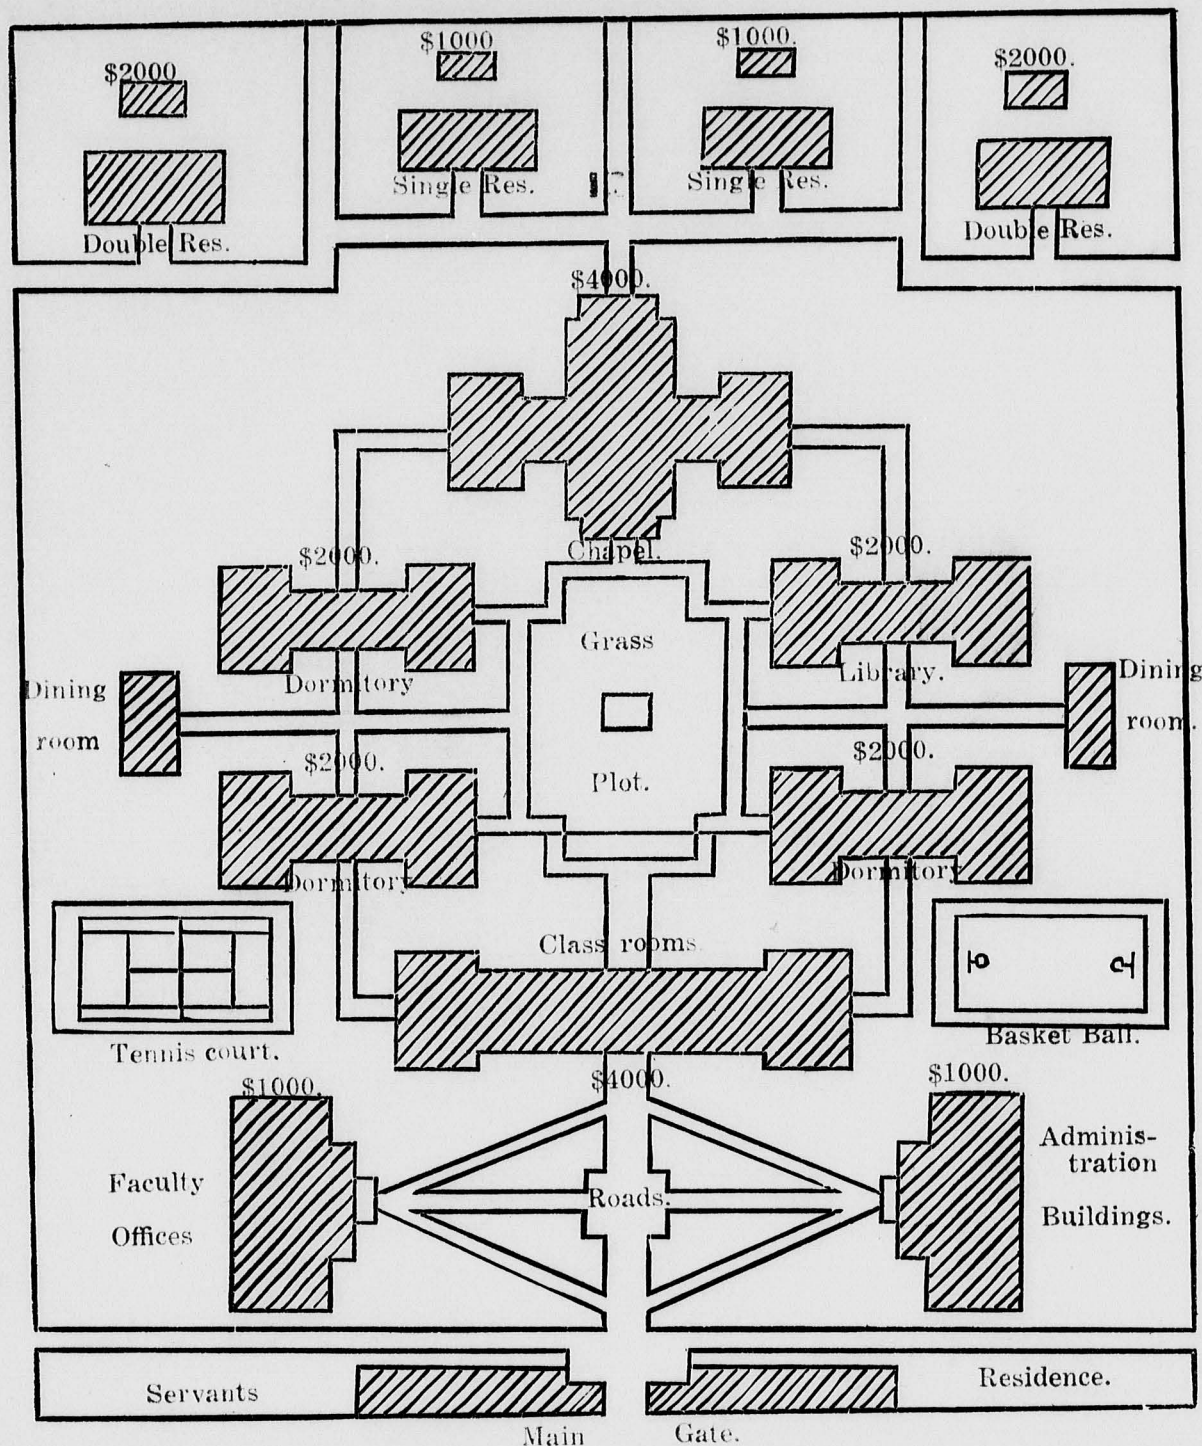 $2000
$1000
$1000.
$2000.
Double Res.
Single Res.
Single Res.
Double Res.
$4000.
Chapel.
$2000.
$2000.
Grass
Dormitory
Library.
Dining
room
Dining
room.
$2000.
$2000.
Plot.
Dormitory
Dormitory
Class rooms
Tennis court.
Basket Ball.
$1000.
$4000.
$1000.
Faculty
Offices
Roads.
Adminis-
tration
Buildings.
Servants
Residence.
Main Gate.